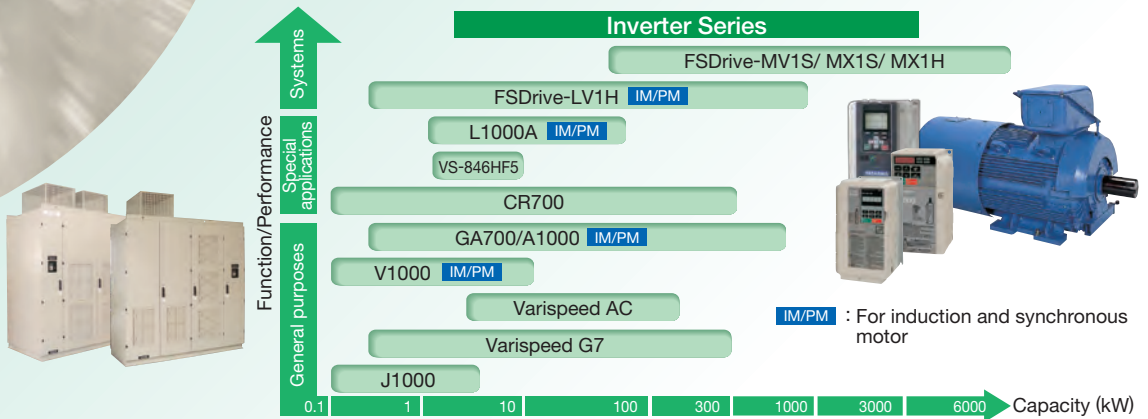 Inverter Series
Function/Performance
Systems
FSDrive-MV1S/ MX1S/ MX1H
FSDrive-LV1H IM/PM
Special
applications
L1000A IM/PM
VS-846HF5
CR700
General purposes
GA700/A1000 IM/PM
V1000 IM/PM
Varispeed AC
Varispeed G7
J1000
IM/PM : For induction and synchronous
motor
0.1 1 10 100 300 1000 3000 6000 Capacity (kW)